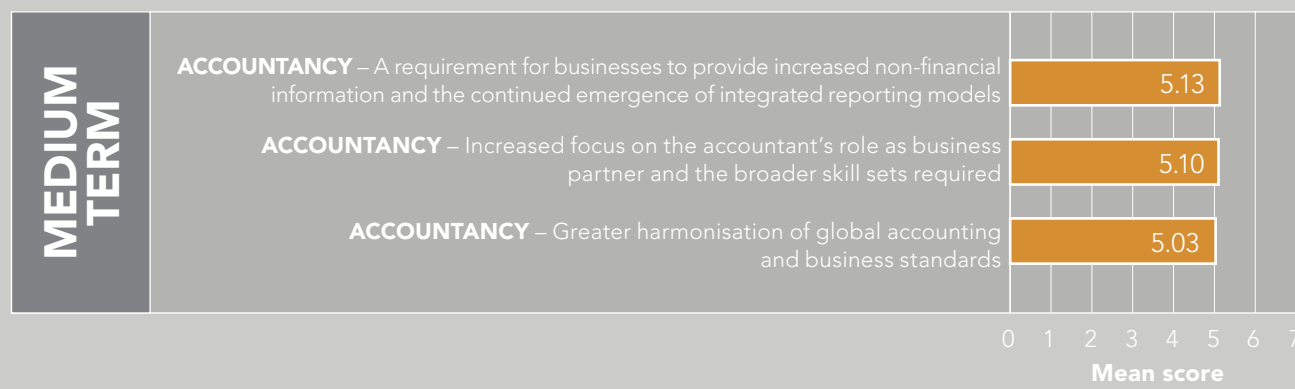 MEDIUM
TERM
ACCOUNTANCY – A requirement for businesses to provide increased non-financial
information and the continued emergence of integrated reporting models
5.13
ACCOUNTANCY – Increased focus on the accountant’s role as business
partner and the broader skill sets required
5.10
ACCOUNTANCY – Greater harmonisation of global accounting
and business standards
5.03
0 1 2 3 4 5 6 7
Mean score